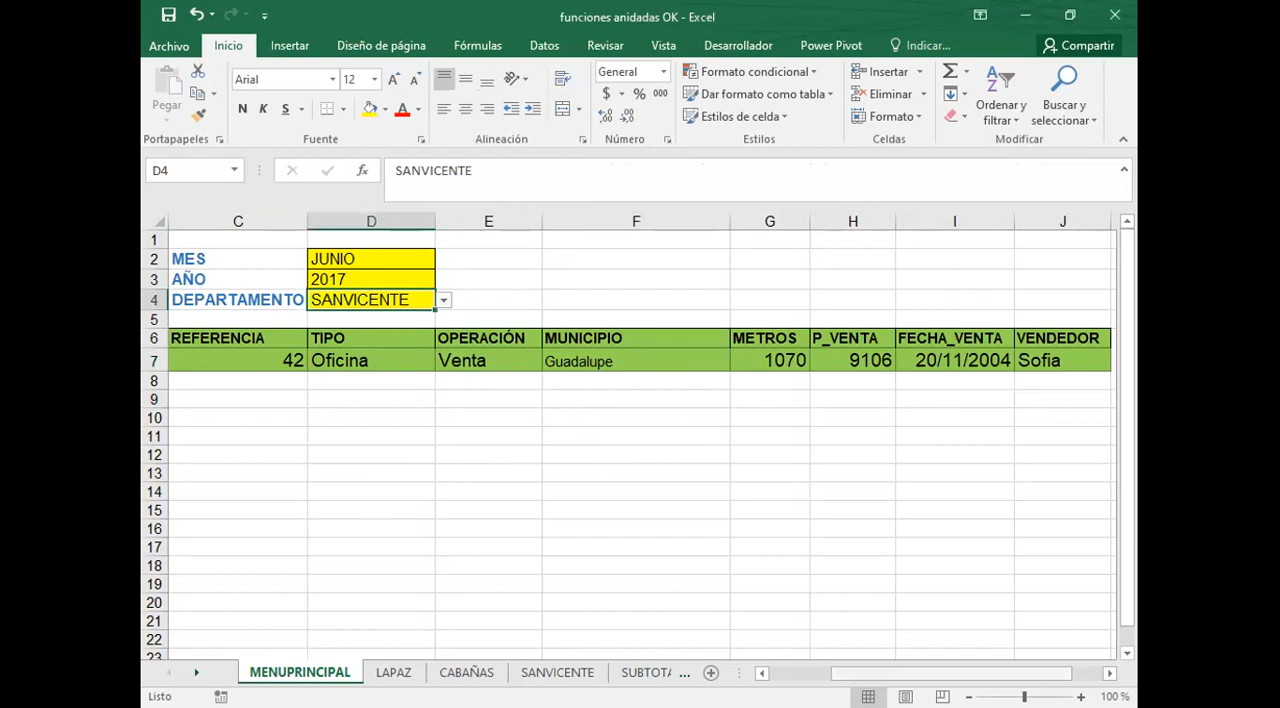 funciones anidadas OK - Excel
Archivo Inicio Insertar Diseño de página Fórmulas Datos Revisar Vista Desarrollador Power Pivot Indicar... Compartir
Pegar
Arial 12
N K S
General
$ % 000
Formato condicional
Dar formato como tabla
Estilos de celda
Insertar
Eliminar
Formato
Ordenar y filtrar
Buscar y seleccionar
Portapapeles Fuente Alineación Número Estilos Celdas Modificar
D4 fx SANVICENTE
C D E F G H I J
1
2 MES JUNIO
3 AÑO 2017
4 DEPARTAMENTO SANVICENTE
5
6 REFERENCIA TIPO OPERACIÓN MUNICIPIO METROS P_VENTA FECHA_VENTA VENDEDOR
7 42 Oficina Venta Guadalupe 1070 9106 20/11/2004 Sofia
8
9
10
11
12
13
14
15
16
17
18
19
20
21
22
23
MENUPRINCIPAL LAPAZ CABAÑAS SANVICENTE SUBTOTA ...
Listo 100 %